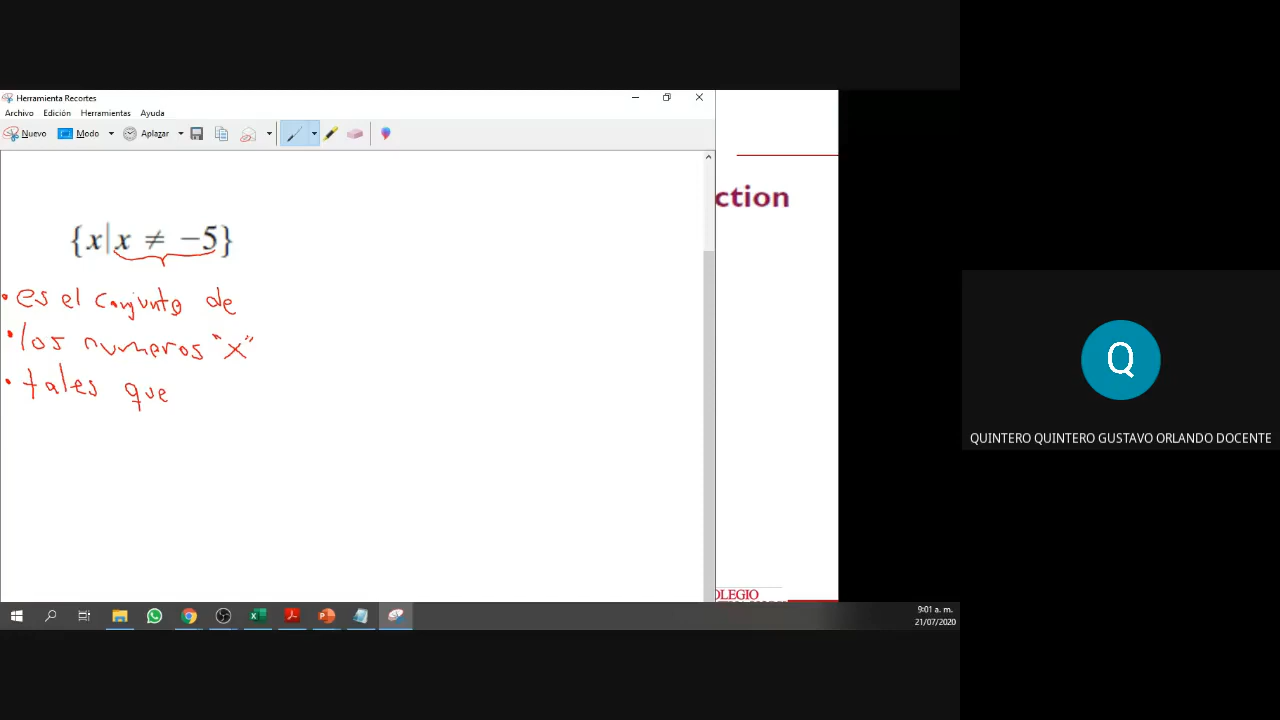 Herramienta Recortes
Archivo Edición Herramientas Ayuda
Nuevo Modo Aplazar
ction
{x|x ≠ -5}
• es el conjunto de
• los numeros "x"
• tales que
Q
QUINTERO QUINTERO GUSTAVO ORLANDO DOCENTE
OLEGIO
9:01 a. m.
21/07/2020